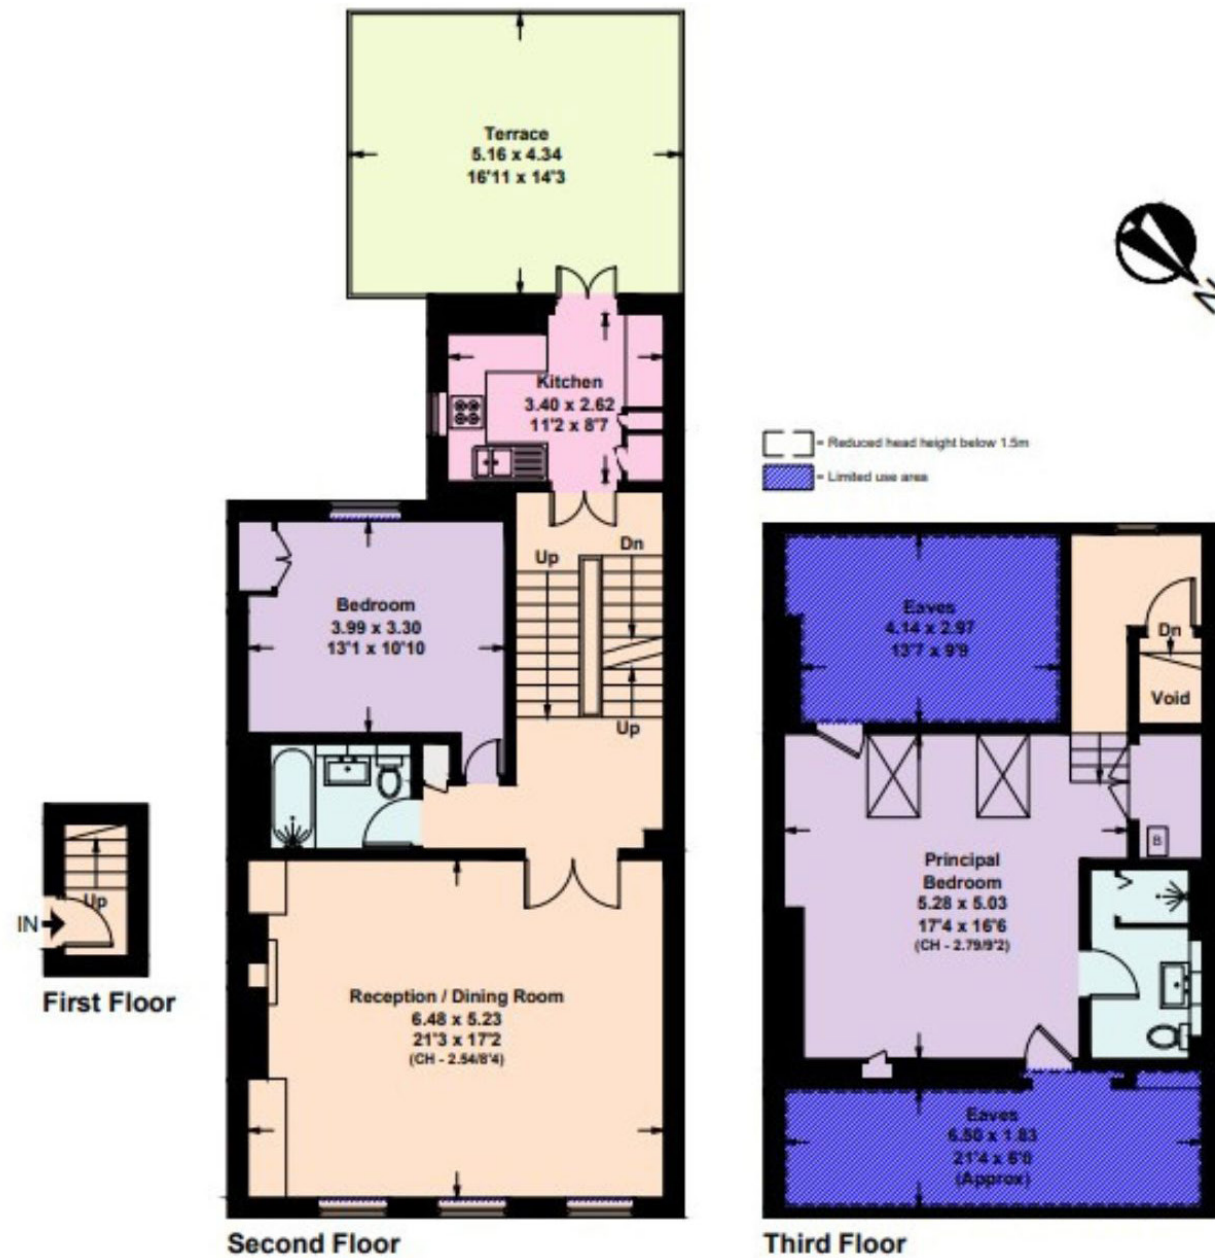 Terrace
5.16 x 4.34
16'11 x 14'3
N
Kitchen
3.40 x 2.62
11'2 x 8'7
= Reduced head height below 1.5m
= Limited use area
Up
Dn
Bedroom
3.99 x 3.30
13'1 x 10'10
Up
Eaves
4.14 x 2.97
13'7 x 9'9
Dn
Void
B
Principal
Bedroom
5.28 x 5.03
17'4 x 16'6
(CH - 2.79/9'2)
Up
IN
First Floor
Reception / Dining Room
6.48 x 5.23
21'3 x 17'2
(CH - 2.54/8'4)
Eaves
6.50 x 1.83
21'4 x 6'0
(Approx)
Second Floor
Third Floor